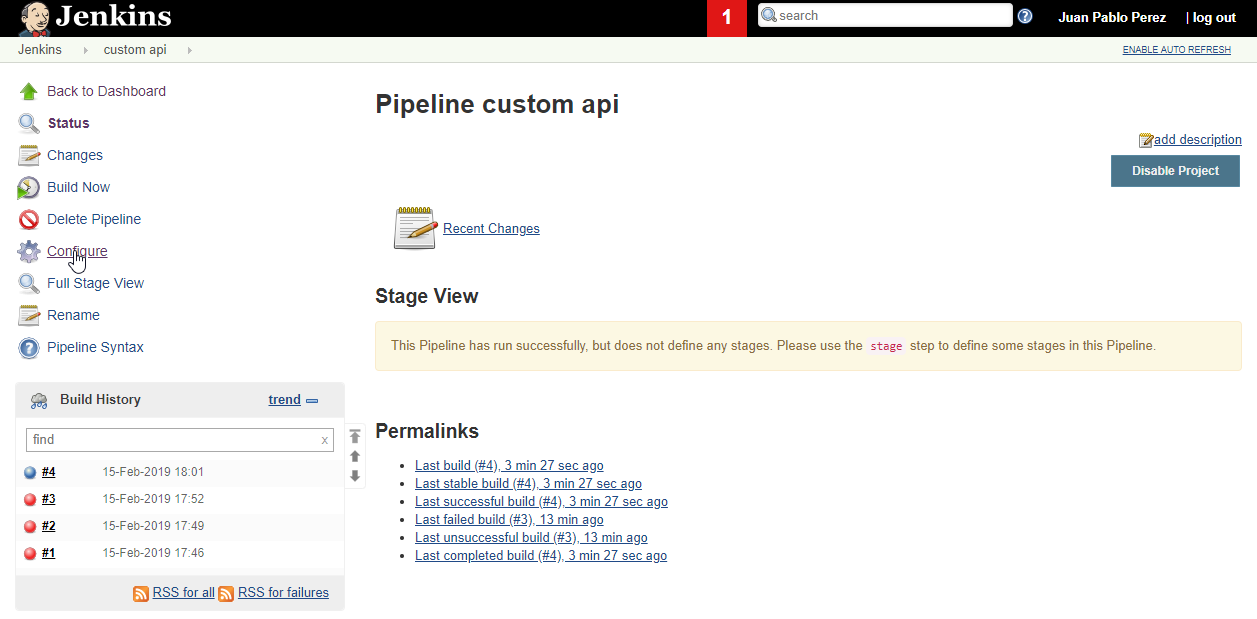 Jenkins
1
search
Juan Pablo Perez
| log out
Jenkins
custom api
ENABLE AUTO REFRESH
Back to Dashboard
Status
Changes
Build Now
Delete Pipeline
Configure
Full Stage View
Rename
Pipeline Syntax
Build History
trend
find
x
#4 15-Feb-2019 18:01
#3 15-Feb-2019 17:52
#2 15-Feb-2019 17:49
#1 15-Feb-2019 17:46
RSS for all
RSS for failures
Pipeline custom api
add description
Disable Project
Recent Changes
Stage View
This Pipeline has run successfully, but does not define any stages. Please use the stage step to define some stages in this Pipeline.
Permalinks
Last build (#4), 3 min 27 sec ago
Last stable build (#4), 3 min 27 sec ago
Last successful build (#4), 3 min 27 sec ago
Last failed build (#3), 13 min ago
Last unsuccessful build (#3), 13 min ago
Last completed build (#4), 3 min 27 sec ago